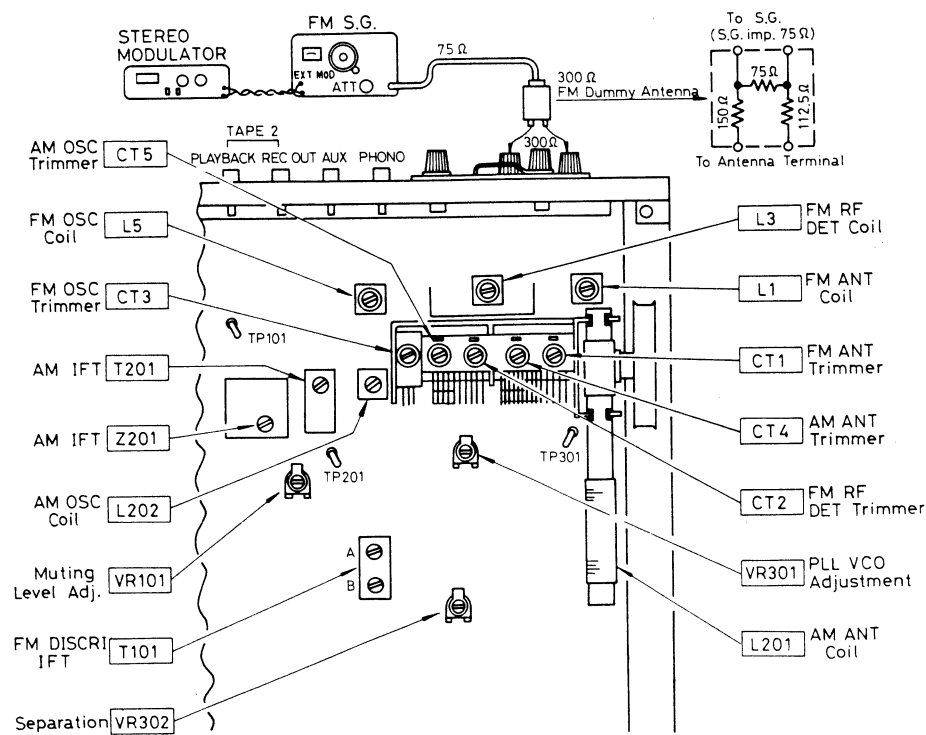 STEREO
MODULATOR
FM S.G.
EXT MOD
ATT
75Ω
300Ω
FM Dummy Antenna
300Ω
To S.G.
(S.G. imp. 75Ω)
75Ω
150Ω
112.5Ω
To Antenna Terminal
TAPE 2
PLAYBACK REC OUT AUX PHONO
AM OSC
Trimmer
CT5
FM OSC
Coil
L5
FM OSC
Trimmer
CT3
TP101
AM IFT
T201
AM IFT
Z201
TP201
AM OSC
Coil
L202
Muting
Level Adj.
VR101
A
B
FM DISCRI
IFT
T101
Separation
VR302
L3
FM RF
DET Coil
L1
FM ANT
Coil
CT1
FM ANT
Trimmer
CT4
AM ANT
Trimmer
TP301
CT2
FM RF
DET Trimmer
VR301
PLL VCO
Adjustment
L201
AM ANT
Coil